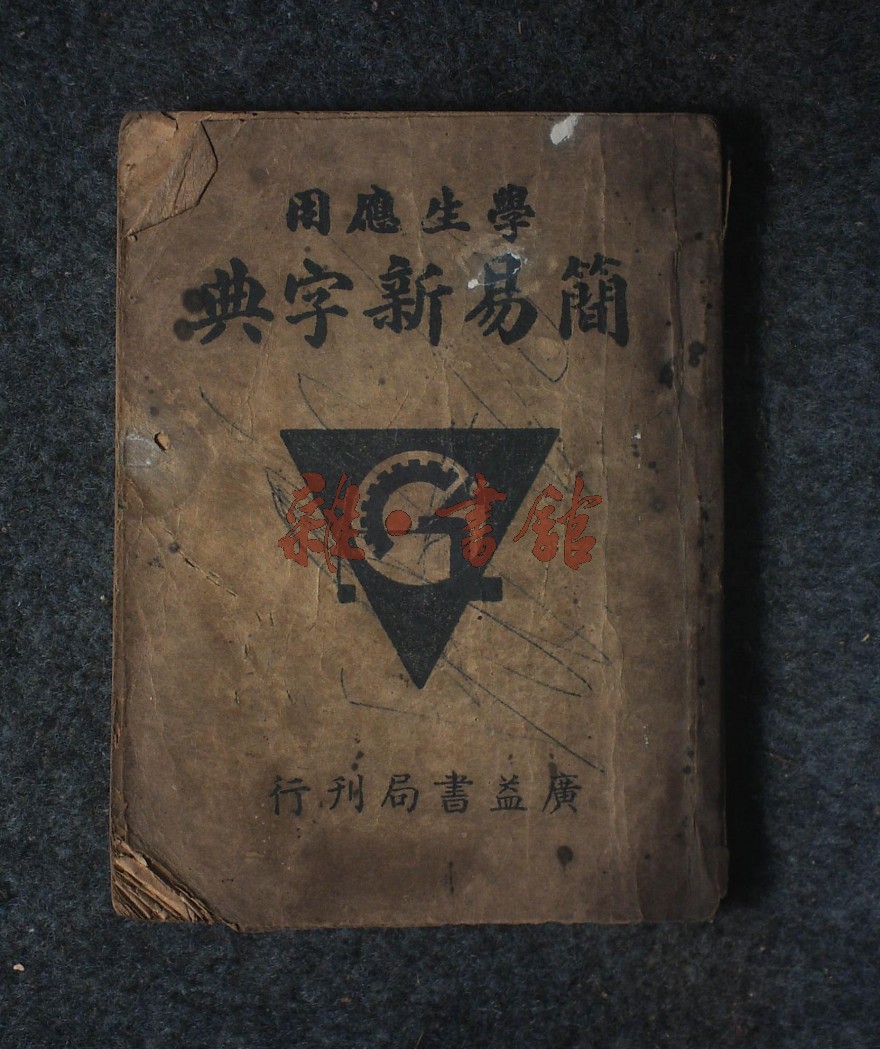 學生應用
簡易新字典
雜·書館
廣益書局刊行